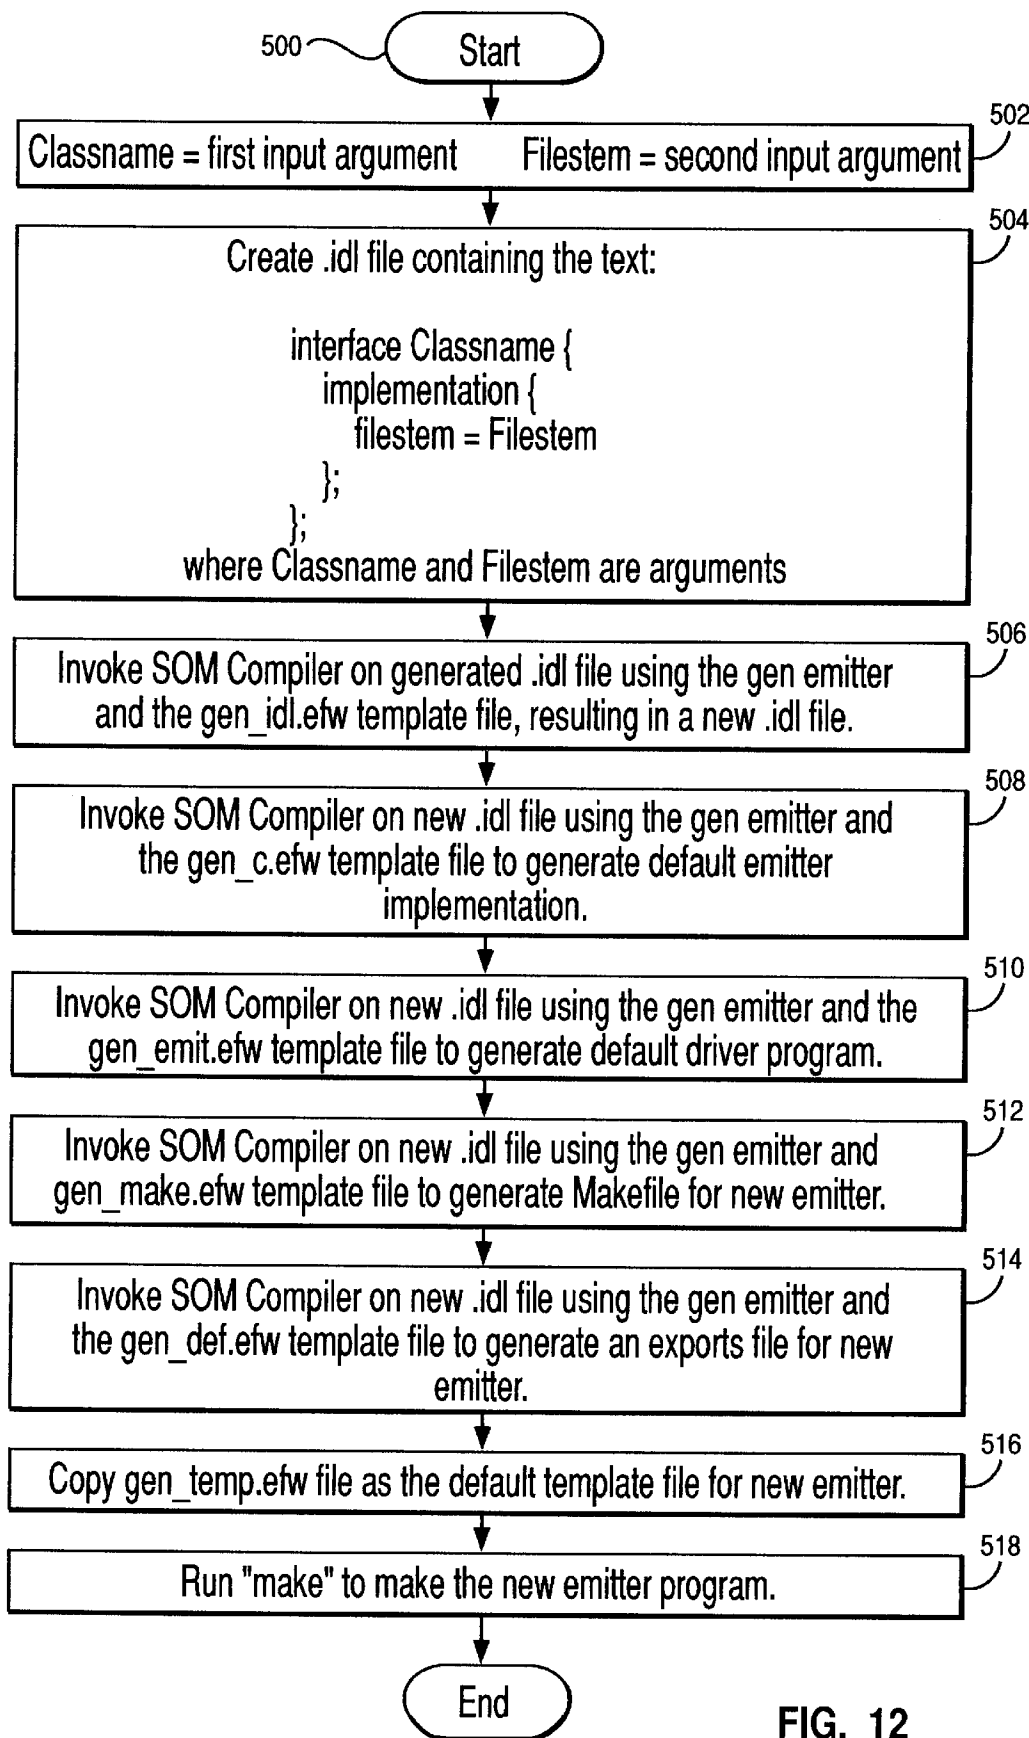 500
Start
502
Classname = first input argument Filestem = second input argument
504
Create .idl file containing the text:
interface Classname {
implementation {
filestem = Filestem
};
};
where Classname and Filestem are arguments
506
Invoke SOM Compiler on generated .idl file using the gen emitter
and the gen_idl.efw template file, resulting in a new .idl file.
508
Invoke SOM Compiler on new .idl file using the gen emitter and
the gen_c.efw template file to generate default emitter
implementation.
510
Invoke SOM Compiler on new .idl file using the gen emitter and the
gen_emit.efw template file to generate default driver program.
512
Invoke SOM Compiler on new .idl file using the gen emitter and
gen_make.efw template file to generate Makefile for new emitter.
514
Invoke SOM Compiler on new .idl file using the gen emitter and
the gen_def.efw template file to generate an exports file for new
emitter.
516
Copy gen_temp.efw file as the default template file for new emitter.
518
Run "make" to make the new emitter program.
End
FIG. 12